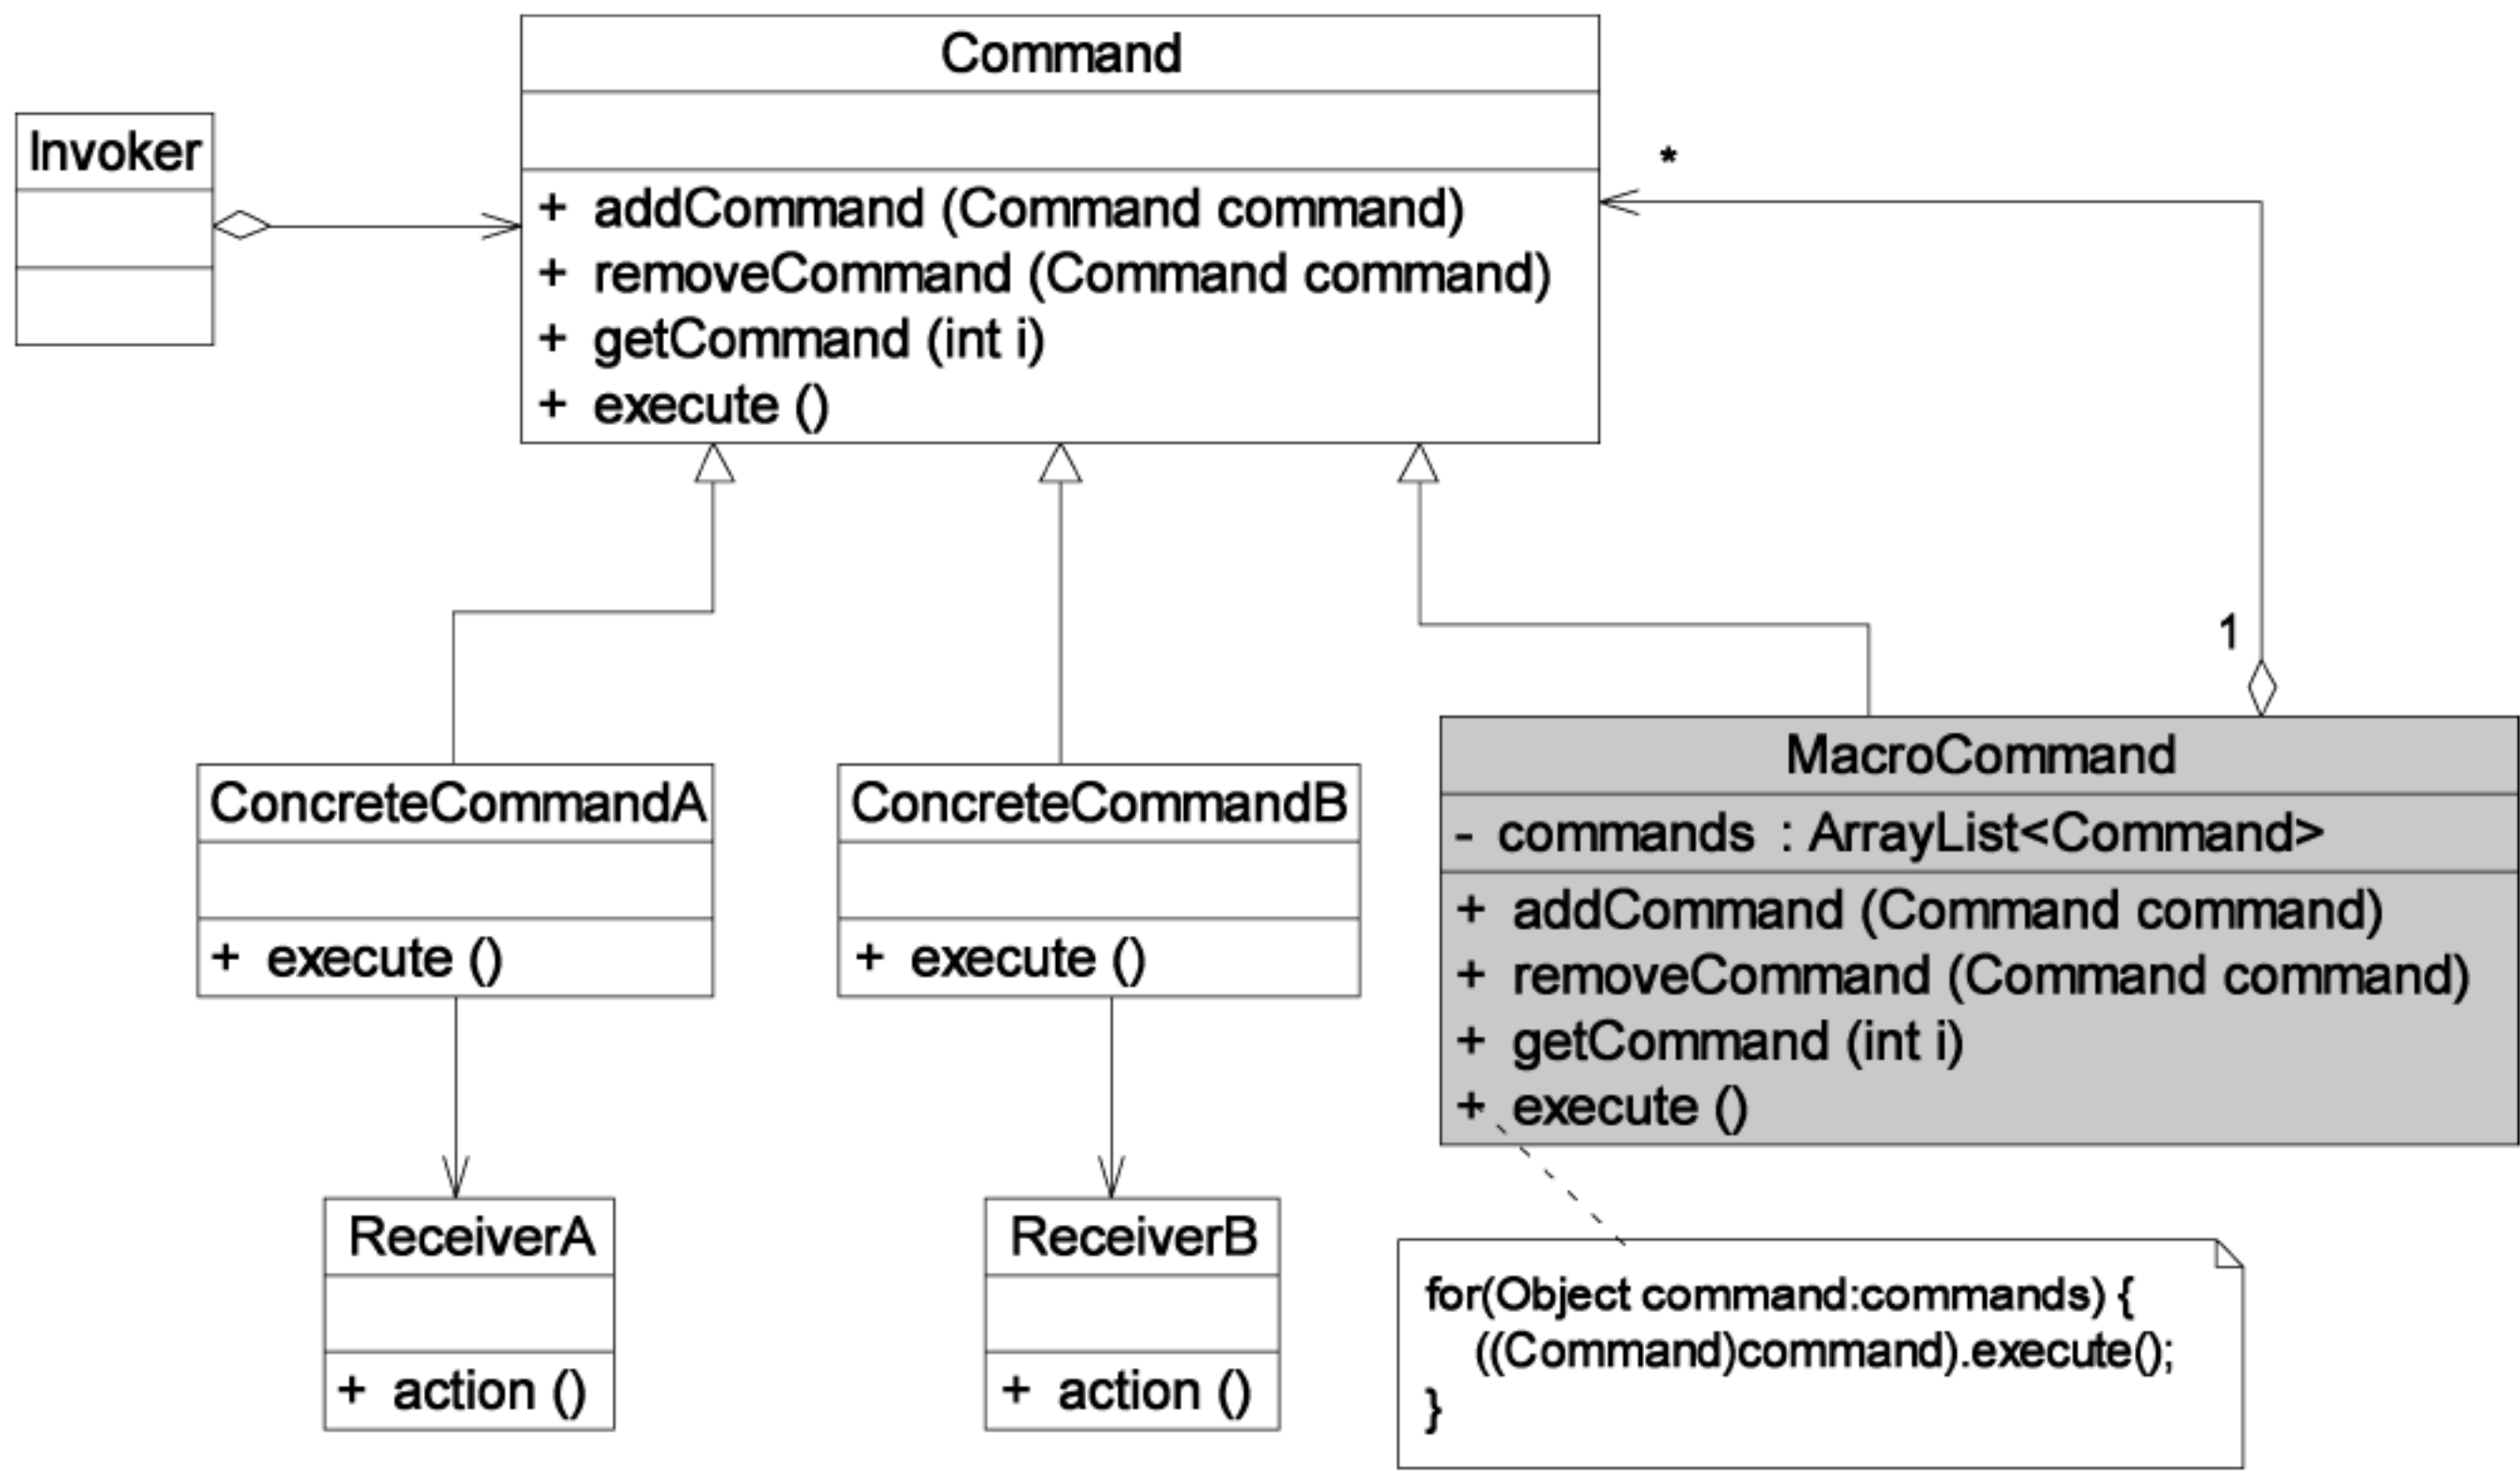 Command
+ addCommand (Command command)
+ removeCommand (Command command)
+ getCommand (int i)
+ execute ()
Invoker
*
1
ConcreteCommandA
+ execute ()
ConcreteCommandB
+ execute ()
MacroCommand
- commands : ArrayList<Command>
+ addCommand (Command command)
+ removeCommand (Command command)
+ getCommand (int i)
+ execute ()
ReceiverA
+ action ()
ReceiverB
+ action ()
for(Object command:commands) {
((Command)command).execute();
}